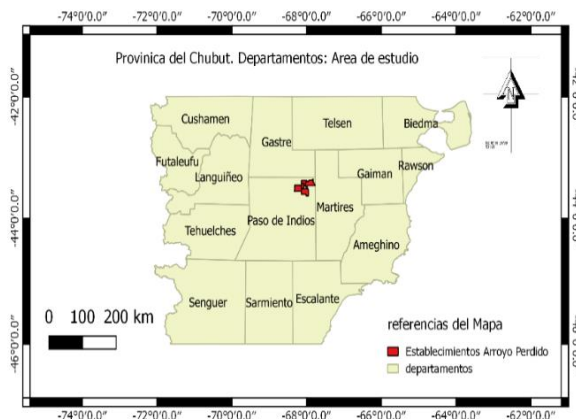 -74°0'0.0" -72°0'0.0" -70°0'0.0" -68°0'0.0" -66°0'0.0" -64°0'0.0" -62°0'0.0"
Provinica del Chubut. Departamentos: Area de estudio
N
-42°0'0.0"
Cushamen
Telsen
Biedma
Gastre
Futaleufu
Languiñeo
Gaiman
Rawson
-44°0'0.0"
Paso de Indios
Martires
Tehuelches
Ameghino
Senguer
Sarmiento
Escalante
0 100 200 km
referencias del Mapa
Establecimientos Arroyo Perdido
departamentos
-46°0'0.0"
-74°0'0.0" -72°0'0.0" -70°0'0.0" -68°0'0.0" -66°0'0.0" -64°0'0.0" -62°0'0.0"